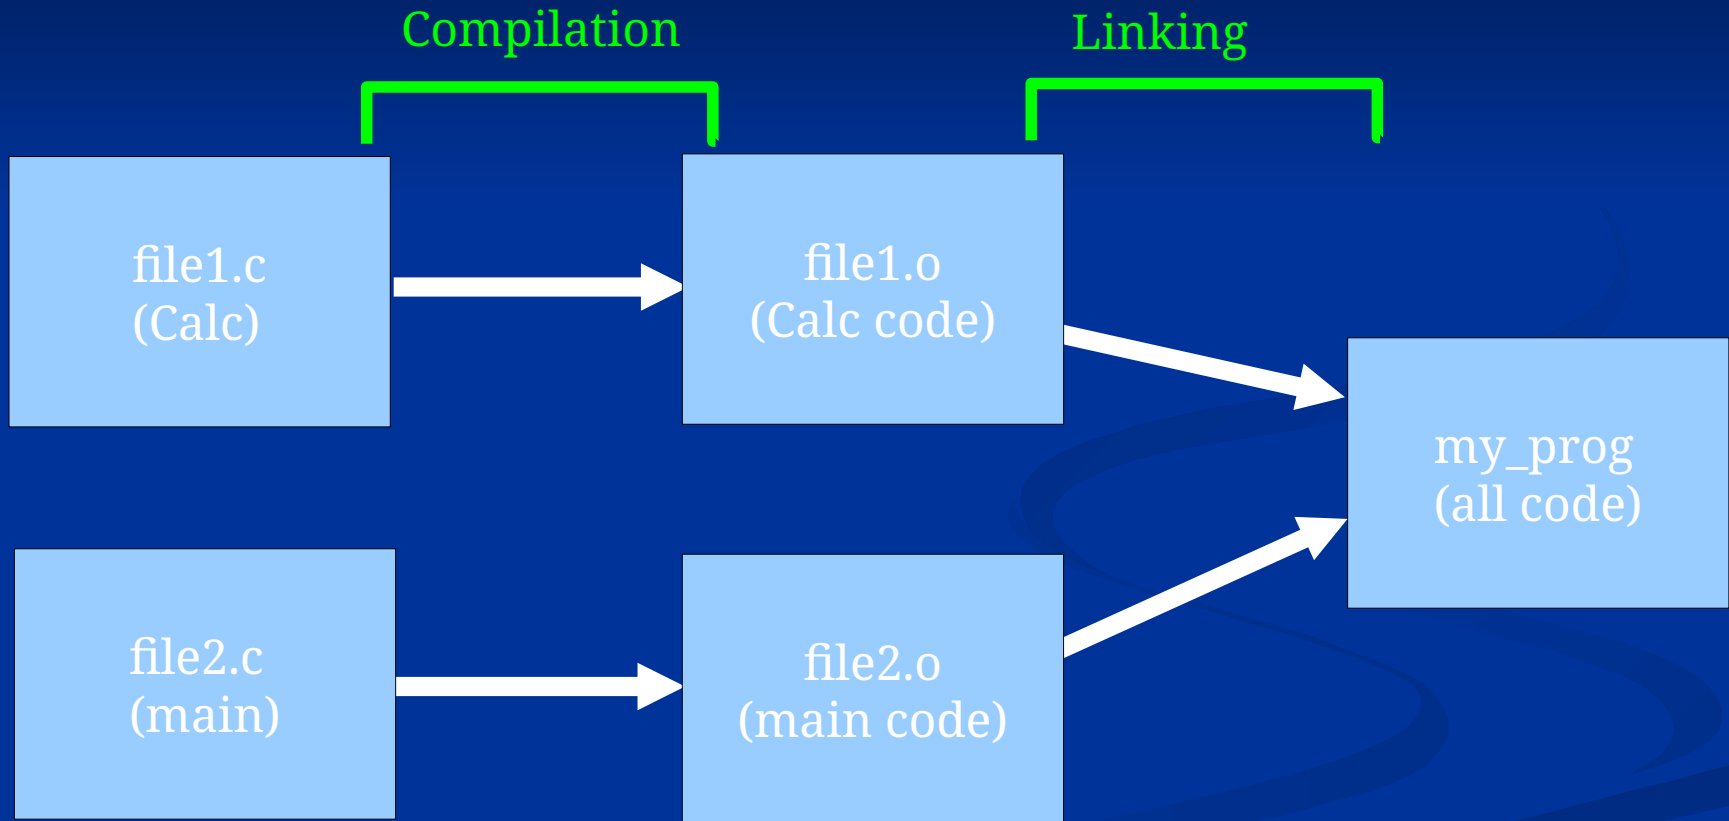 Compilation
Linking
file1.c
(Calc)
file1.o
(Calc code)
my_prog
(all code)
file2.c
(main)
file2.o
(main code)